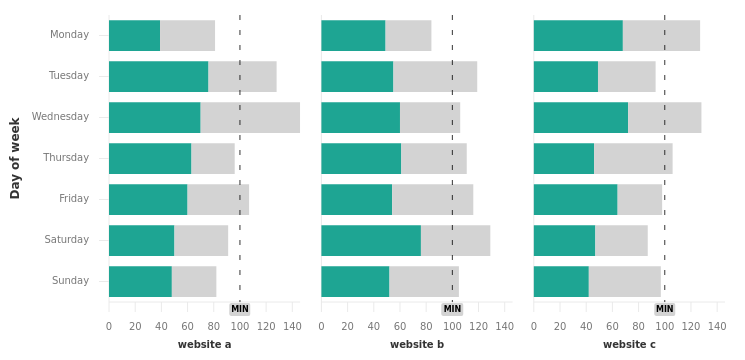 Day of week
Monday
Tuesday
Wednesday
Thursday
Friday
Saturday
Sunday
MIN MIN MIN
0 20 40 60 80 100 120 140 0 20 40 60 80 100 120 140 0 20 40 60 80 100 120 140
website a website b website c